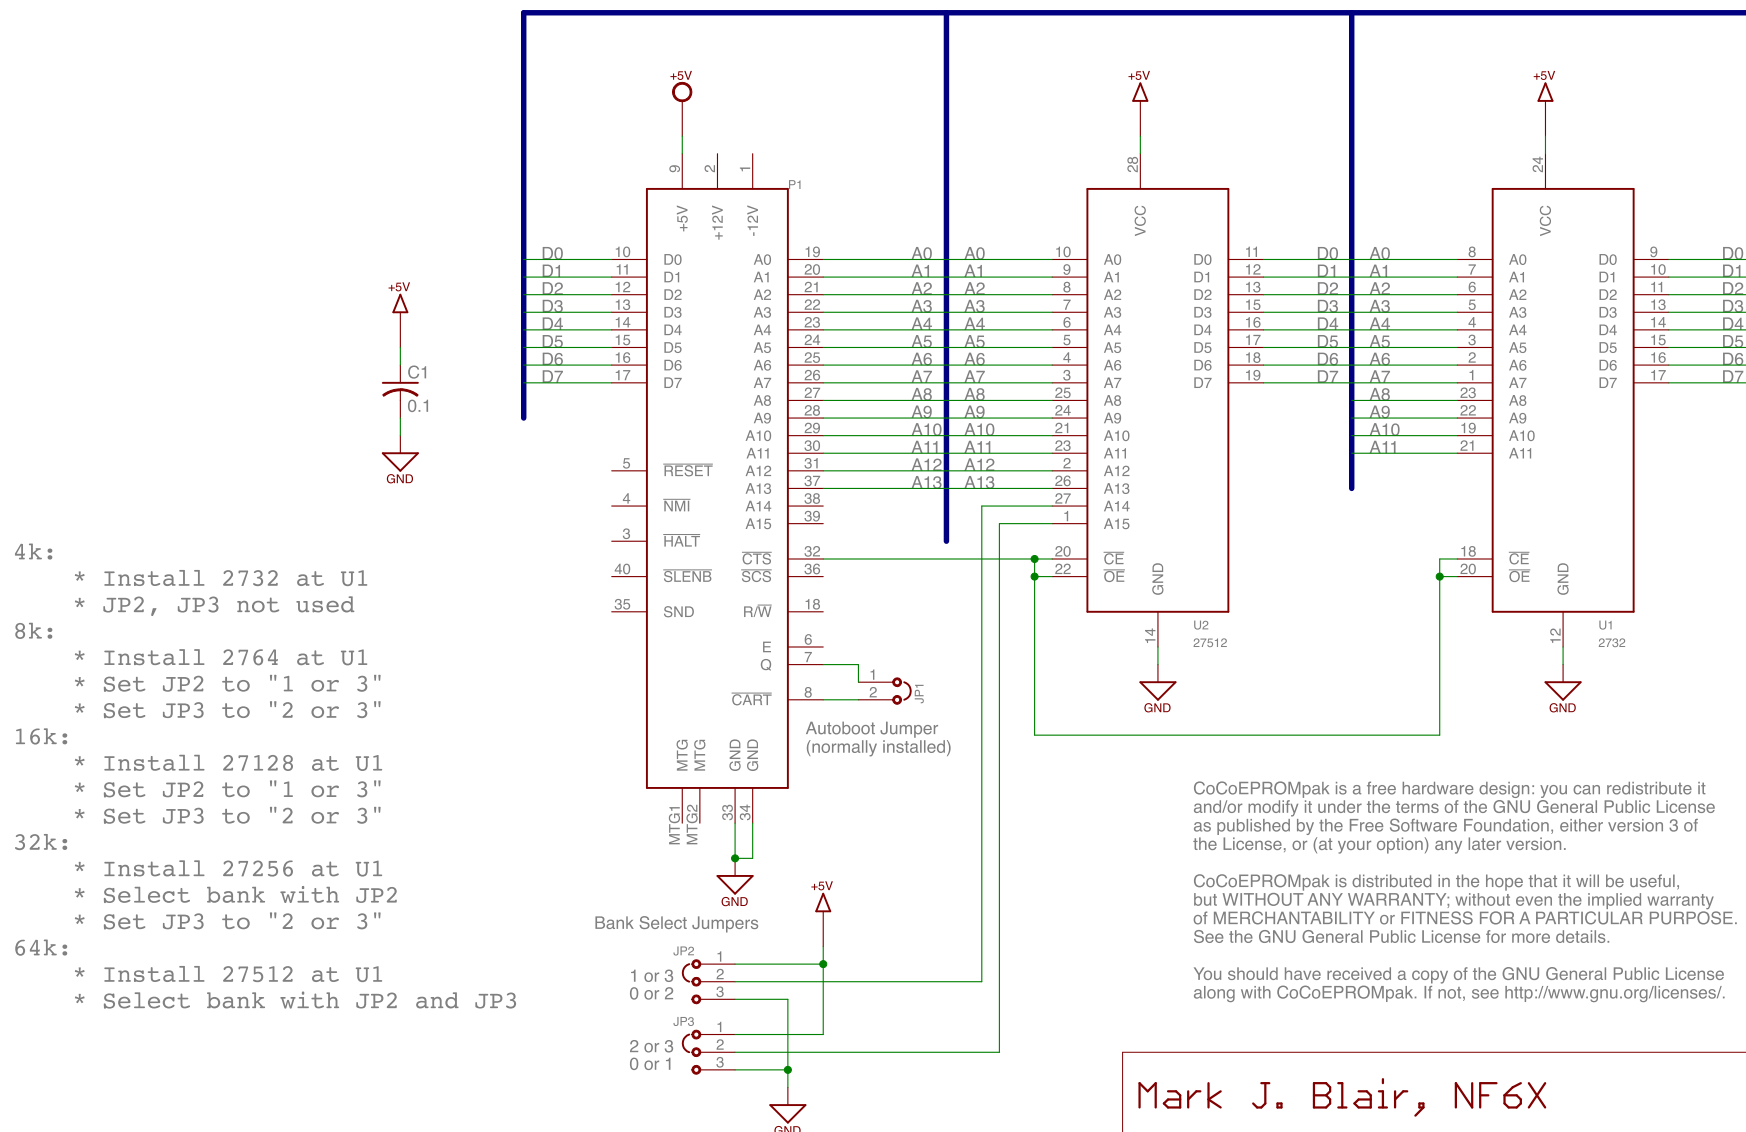 +5V
+5V
+5V
9
2
1
28
24
P1
+5V
+12V
-12V
VCC
VCC
D0 10 D0 A0 19 A0 A0 10 A0 D0 11 D0 A0 8 A0 D0 9 D0
D1 11 D1 A1 20 A1 A1 9 A1 D1 12 D1 A1 7 A1 D1 10 D1
D2 12 D2 A2 21 A2 A2 8 A2 D2 13 D2 A2 6 A2 D2 11 D2
D3 13 D3 A3 22 A3 A3 7 A3 D3 15 D3 A3 5 A3 D3 13 D3
D4 14 D4 A4 23 A4 A4 6 A4 D4 16 D4 A4 4 A4 D4 14 D4
D5 15 D5 A5 24 A5 A5 5 A5 D5 17 D5 A5 3 A5 D5 15 D5
D6 16 D6 A6 25 A6 A6 4 A6 D6 18 D6 A6 2 A6 D6 16 D6
D7 17 D7 A7 26 A7 A7 3 A7 D7 19 D7 A7 1 A7 D7 17 D7
A8 27 A8 A8 25 A8 A8 23 A8
A9 28 A9 A9 24 A9 A9 22 A9
A10 29 A10 A10 21 A10 A10 19 A10
A11 30 A11 A11 23 A11 A11 21 A11
5 RESET A12 31 A12 A12 2 A12
A13 37 A13 A13 26 A13
4 NMI A14 38 27 A14
A15 39 1 A15
3 HALT
CTS 32 20 CE 18 CE
40 SLENB SCS 36 22 OE 20 OE
GND
GND
35 SND R/W 18
E 6
Q 7
CART 8
14
U2
27512
12
U1
2732
GND
GND
1
2
JP1
Autoboot Jumper
(normally installed)
MTG
MTG
GND
GND
MTG1
MTG2
33
34
GND
+5V
C1
0.1
GND
4k:
* Install 2732 at U1
* JP2, JP3 not used
8k:
* Install 2764 at U1
* Set JP2 to "1 or 3"
* Set JP3 to "2 or 3"
16k:
* Install 27128 at U1
* Set JP2 to "1 or 3"
* Set JP3 to "2 or 3"
32k:
* Install 27256 at U1
* Select bank with JP2
* Set JP3 to "2 or 3"
64k:
* Install 27512 at U1
* Select bank with JP2 and JP3
+5V
Bank Select Jumpers
JP2
1
1 or 3 2
0 or 2 3
JP3
1
2 or 3 2
0 or 1 3
GND
CoCoEPROMpak is a free hardware design: you can redistribute it
and/or modify it under the terms of the GNU General Public License
as published by the Free Software Foundation, either version 3 of
the License, or (at your option) any later version.
CoCoEPROMpak is distributed in the hope that it will be useful,
but WITHOUT ANY WARRANTY; without even the implied warranty
of MERCHANTABILITY or FITNESS FOR A PARTICULAR PURPOSE.
See the GNU General Public License for more details.
You should have received a copy of the GNU General Public License
along with CoCoEPROMpak. If not, see http://www.gnu.org/licenses/.
Mark J. Blair, NF6X